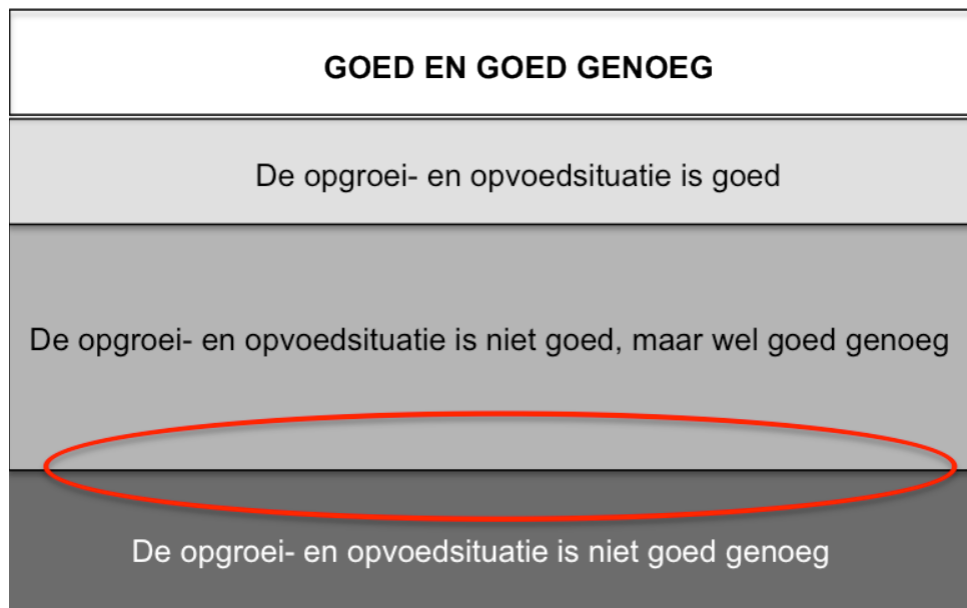 GOED EN GOED GENOEG
De opgroei- en opvoedsituatie is goed
De opgroei- en opvoedsituatie is niet goed, maar wel goed genoeg
De opgroei- en opvoedsituatie is niet goed genoeg